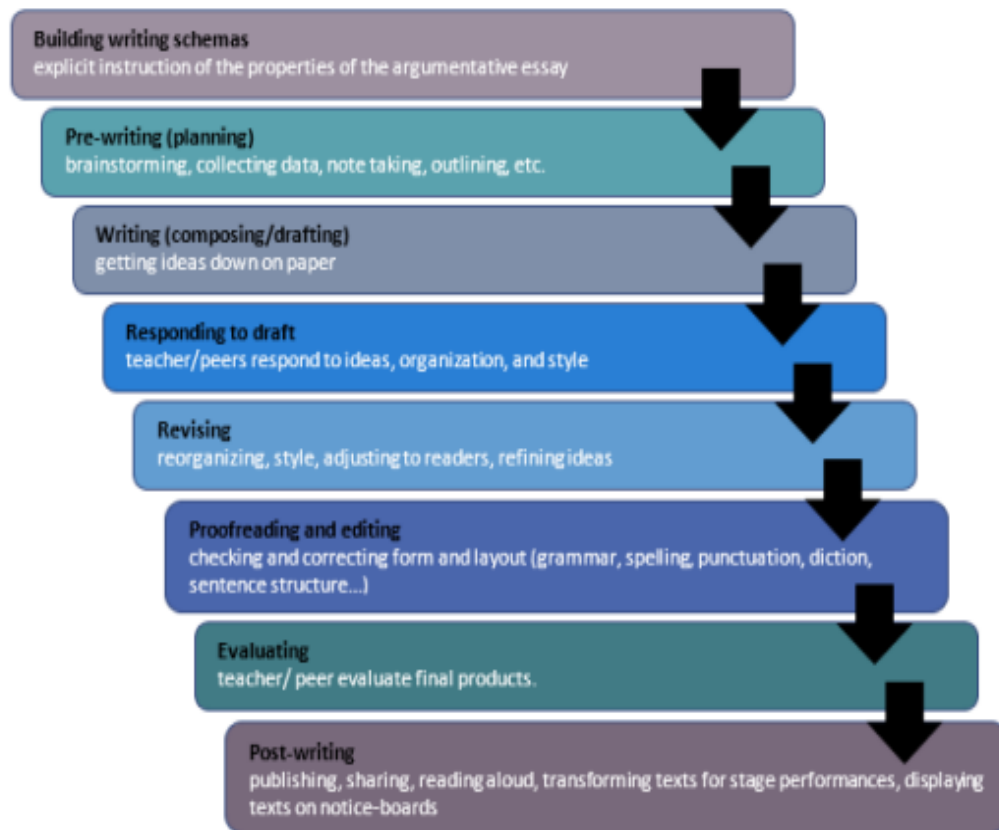 Building writing schemas
explicit instruction of the properties of the argumentative essay
Pre-writing (planning)
brainstorming, collecting data, note taking, outlining, etc.
Writing (composing/drafting)
getting ideas down on paper
Responding to draft
teacher/peers respond to ideas, organization, and style
Revising
reorganizing, style, adjusting to readers, refining ideas
Proofreading and editing
checking and correcting form and layout (grammar, spelling, punctuation, diction,
sentence structure...)
Evaluating
teacher/ peer evaluate final products.
Post-writing
publishing, sharing, reading aloud, transforming texts for stage performances, displaying
texts on notice-boards